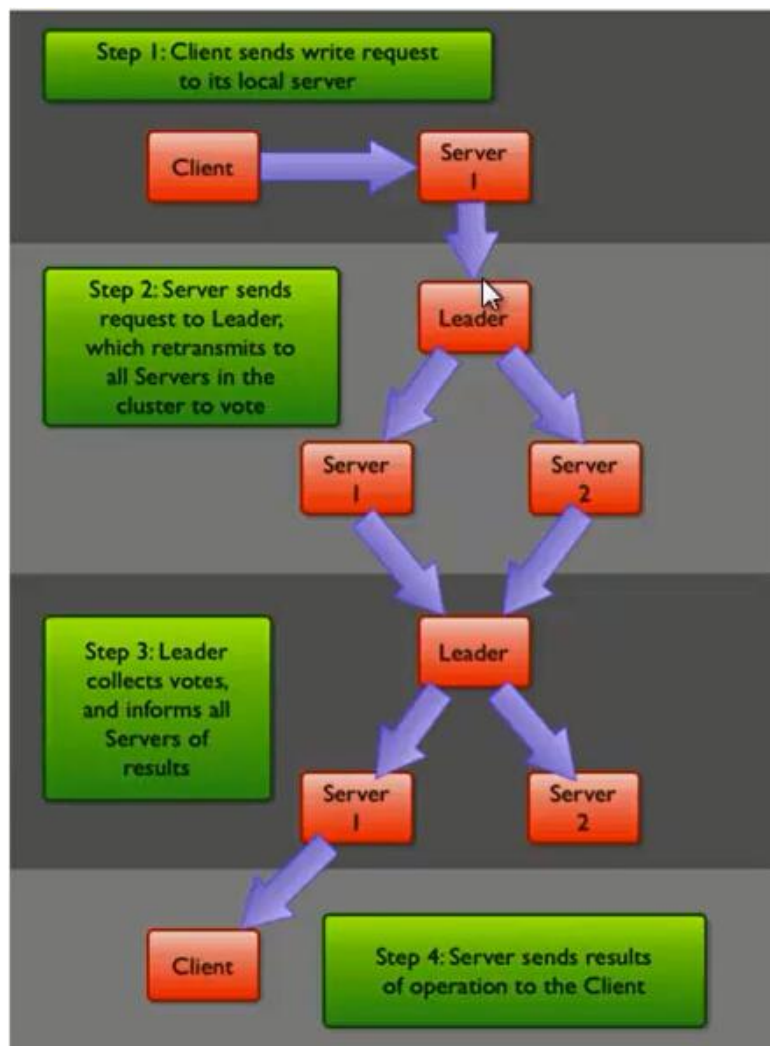 Step 1: Client sends write request
to its local server
Client
Server
1
Step 2: Server sends
request to Leader,
which retransmits to
all Servers in the
cluster to vote
Leader
Server
1
Server
2
Step 3: Leader
collects votes,
and informs all
Servers of
results
Leader
Server
1
Server
2
Client
Step 4: Server sends results
of operation to the Client